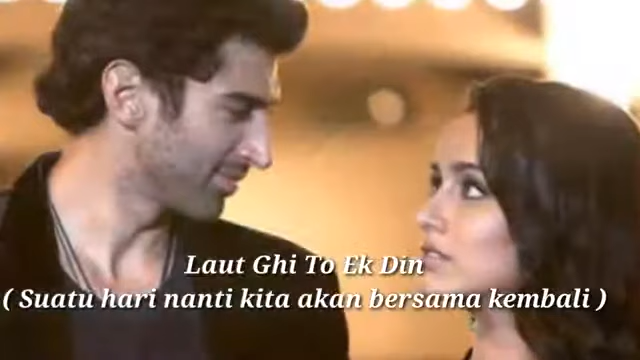 Laut Ghi To Ek Din
( Suatu hari nanti kita akan bersama kembali )